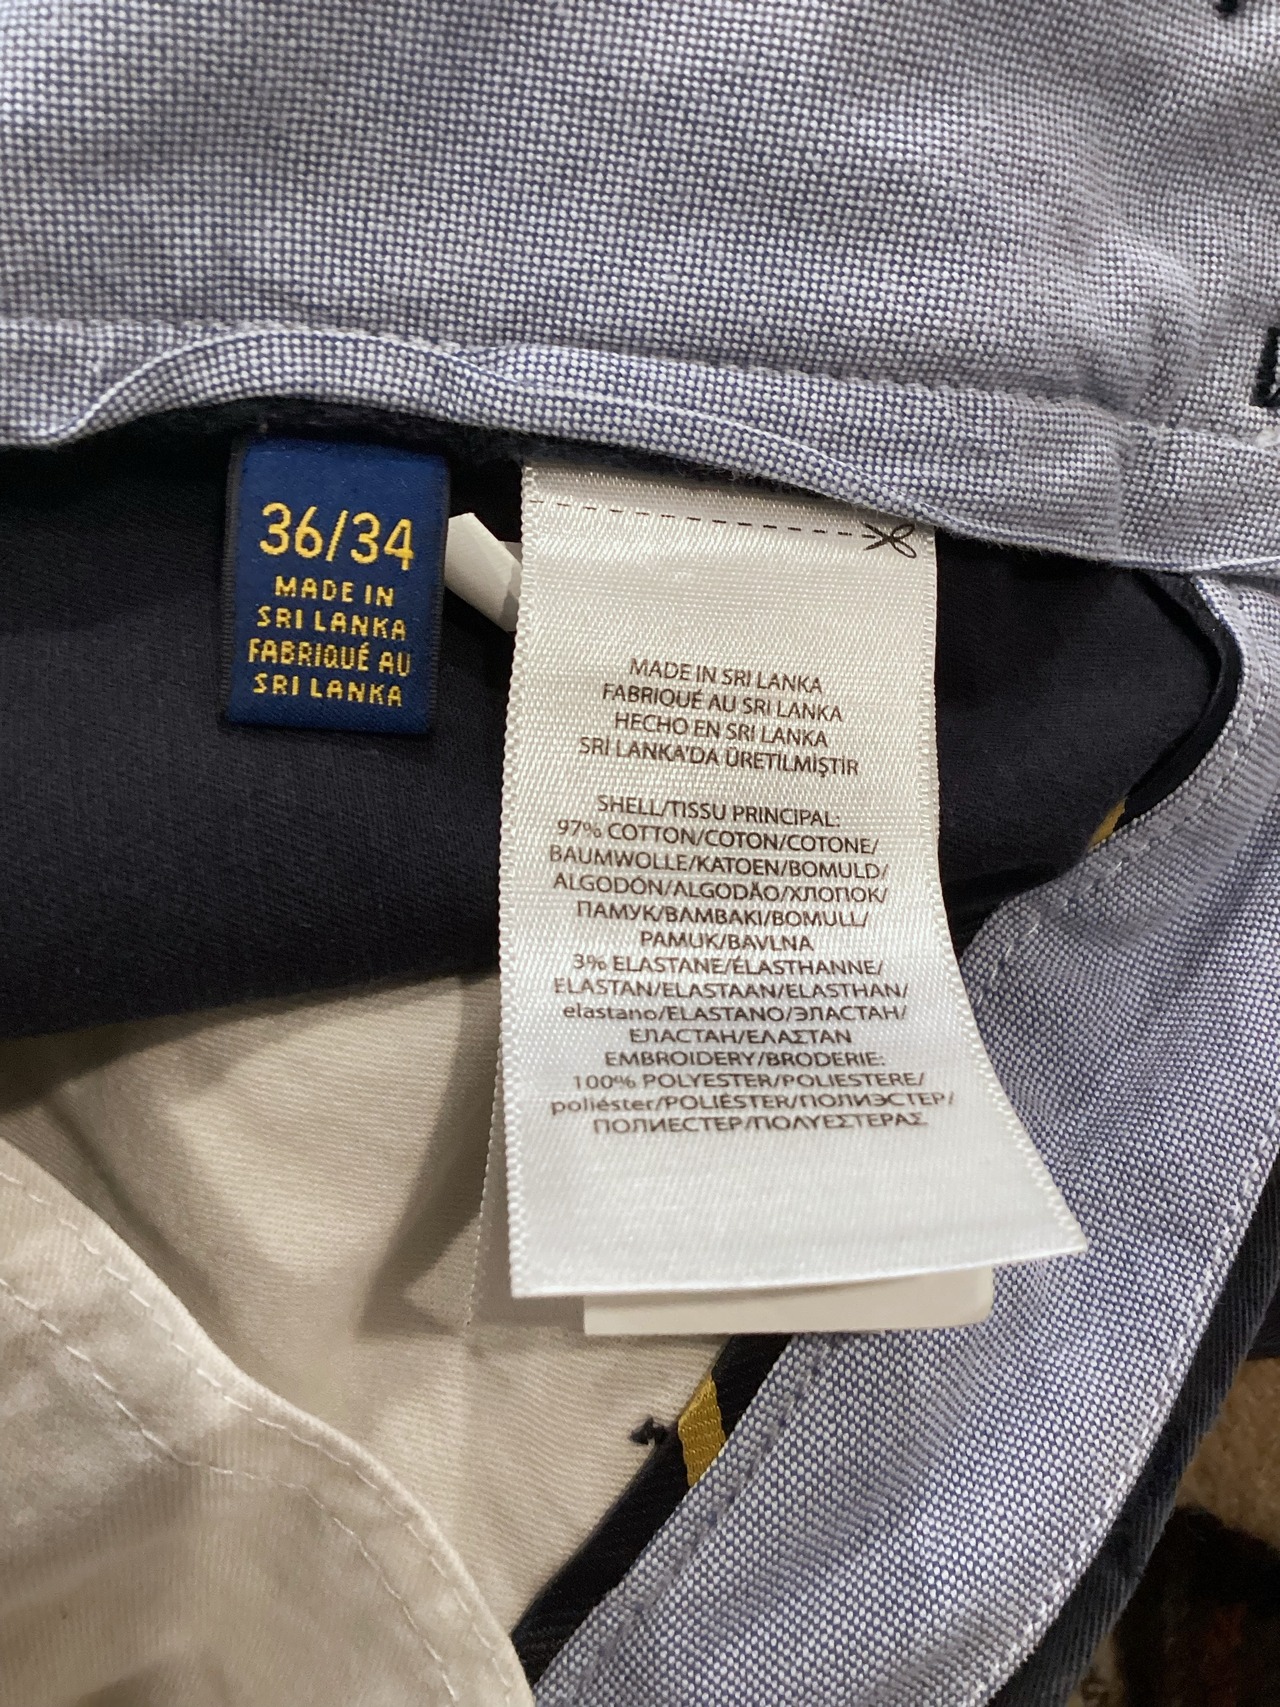 36/34
MADE IN
SRI LANKA
FABRIQUÉ AU
SRI LANKA
MADE IN SRI LANKA
FABRIQUÉ AU SRI LANKA
HECHO EN SRI LANKA
SRİ LANKA'DA ÜRETILMIŞTIR
SHELL/TISSU PRINCIPAL:
97% COTTON/COTON/COTONE/
BAUMWOLLE/KATOEN/BOMULD/
ALGODÓN/ALGODÃO/ХЛОПОК/
ПАМУК/ΒΑΜΒΑΚΙ/BOMULL/
PAMUK/BAVLNA
3% ELASTANE/ÉLASTHANNE/
ELASTAN/ELASTAAN/ELASTHAN/
elastano/ELASTANO/ЭЛАСТАН/
ЕЛАСТАН/ΕΛΑΣΤΑΝ
EMBROIDERY/BRODERIE:
100% POLYESTER/POLIESTERE/
poliéster/POLIÉSTER/ПОЛИЭСТЕР/
ПОЛИЕСТЕР/ΠΟΛΥΕΣΤΕΡΑΣ